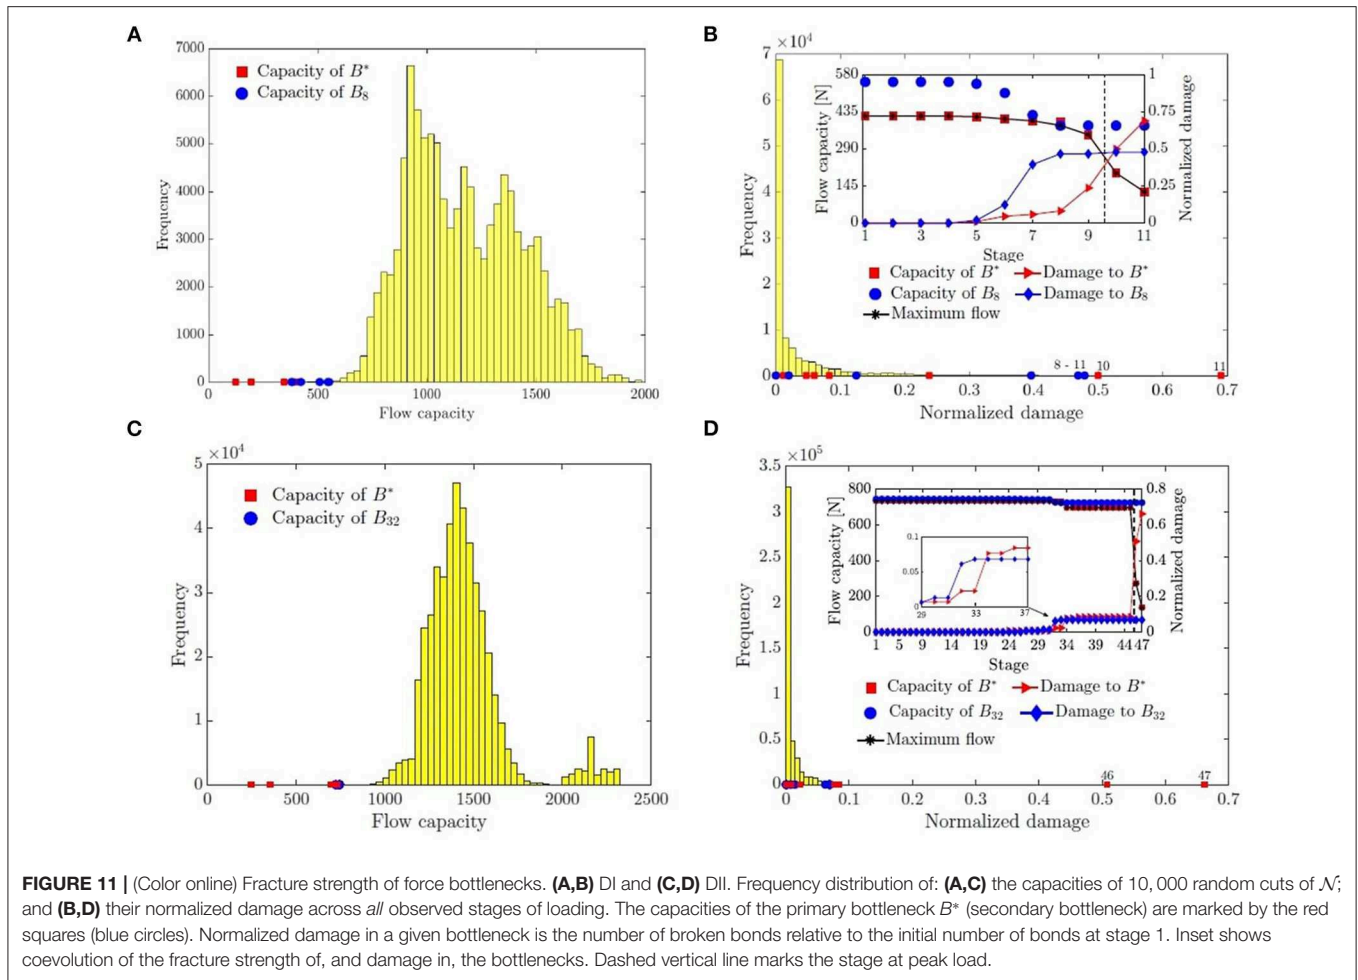 A
7000
6000
5000
4000
3000
2000
1000
0
Frequency
Capacity of B*
Capacity of B8
0 500 1000 1500 2000
Flow capacity
B
×10^4
7
6
5
4
3
2
1
0
Frequency
580
435
290
145
0
Flow capacity [N]
1
0.75
0.5
0.25
0
Normalized damage
1 3 5 7 9 11
Stage
Capacity of B* Damage to B*
Capacity of B8 Damage to B8
Maximum flow
8 - 11 10 11
0 0.1 0.2 0.3 0.4 0.5 0.6 0.7
Normalized damage
C
×10^4
5
4
3
2
1
0
Frequency
Capacity of B*
Capacity of B32
0 500 1000 1500 2000 2500
Flow capacity
D
×10^5
3.5
3
2.5
2
1.5
1
0.5
0
Frequency
800
600
400
200
0
Flow capacity [N]
0.8
0.6
0.4
0.2
0
Normalized damage
0.1
0.05
0
29 33 37
1 5 9 14 19 24 29 34 39 44 47
Stage
Capacity of B* Damage to B*
Capacity of B32 Damage to B32
Maximum flow
46 47
0 0.1 0.2 0.3 0.4 0.5 0.6 0.7
Normalized damage
FIGURE 11 | (Color online) Fracture strength of force bottlenecks. (A,B) DI and (C,D) DII. Frequency distribution of: (A,C) the capacities of 10, 000 random cuts of 𝒩;
and (B,D) their normalized damage across all observed stages of loading. The capacities of the primary bottleneck B* (secondary bottleneck) are marked by the red
squares (blue circles). Normalized damage in a given bottleneck is the number of broken bonds relative to the initial number of bonds at stage 1. Inset shows
coevolution of the fracture strength of, and damage in, the bottlenecks. Dashed vertical line marks the stage at peak load.